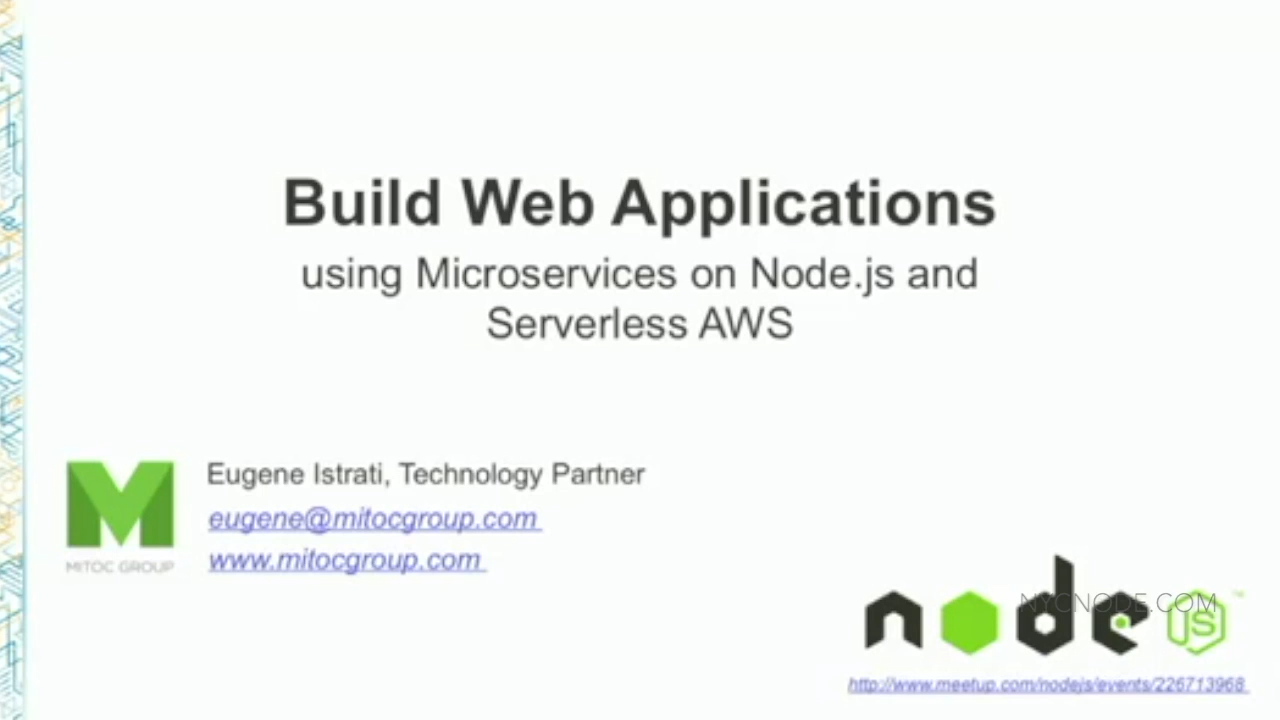 Build Web Applications
using Microservices on Node.js and
Serverless AWS
Eugene Istrati, Technology Partner
eugene@mitocgroup.com
www.mitocgroup.com
MITOC GROUP
node JS ™
NYCNODE.COM
http://www.meetup.com/nodejs/events/226713968